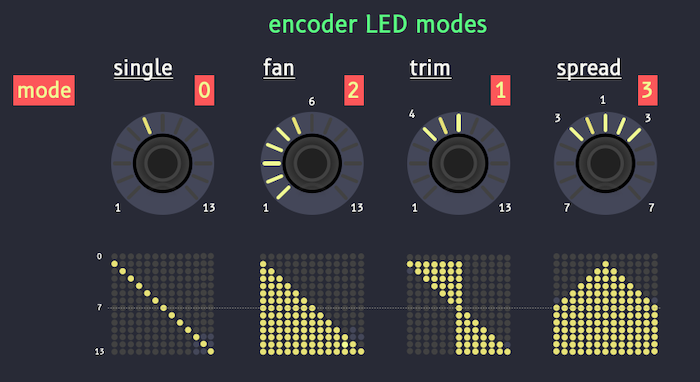 encoder LED modes
single fan trim spread
mode 0 2 1 3
6 4 3 1 3
1 13 1 13 1 13 7 7
0
7
13